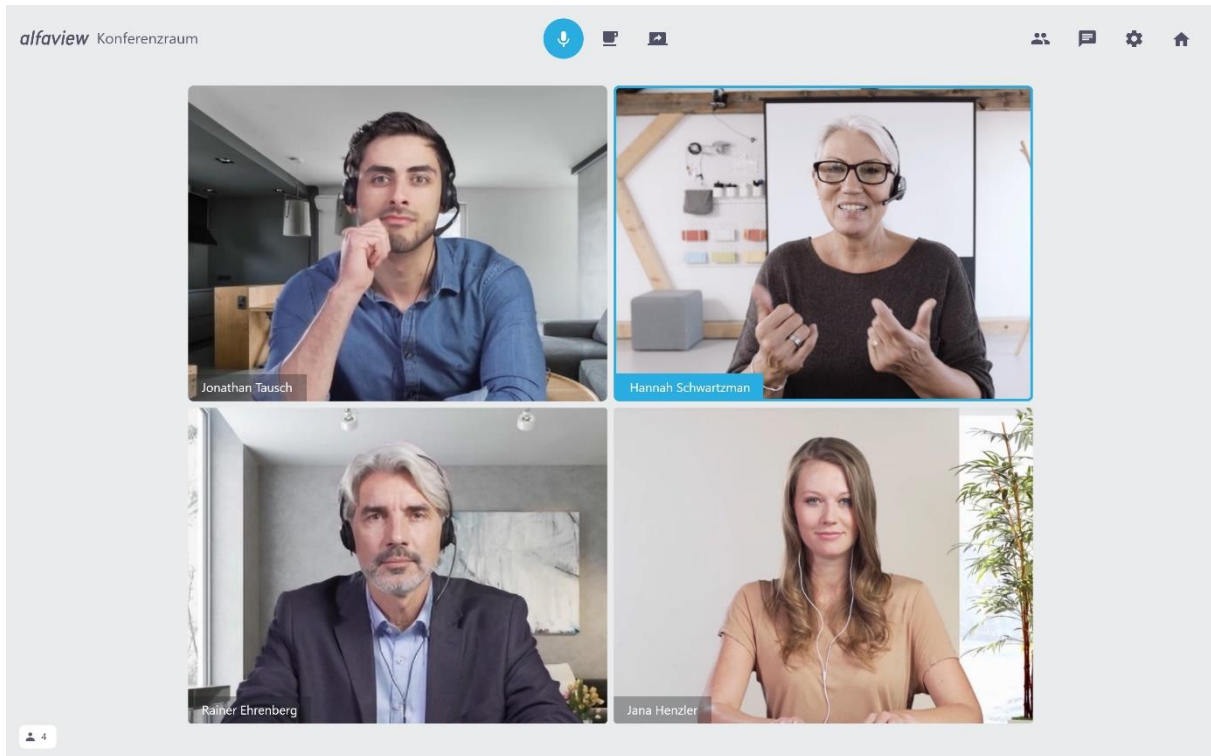 alfaview Konferenzraum
Jonathan Tausch
Hannah Schwartzman
Rainer Ehrenberg
Jana Henzler
4